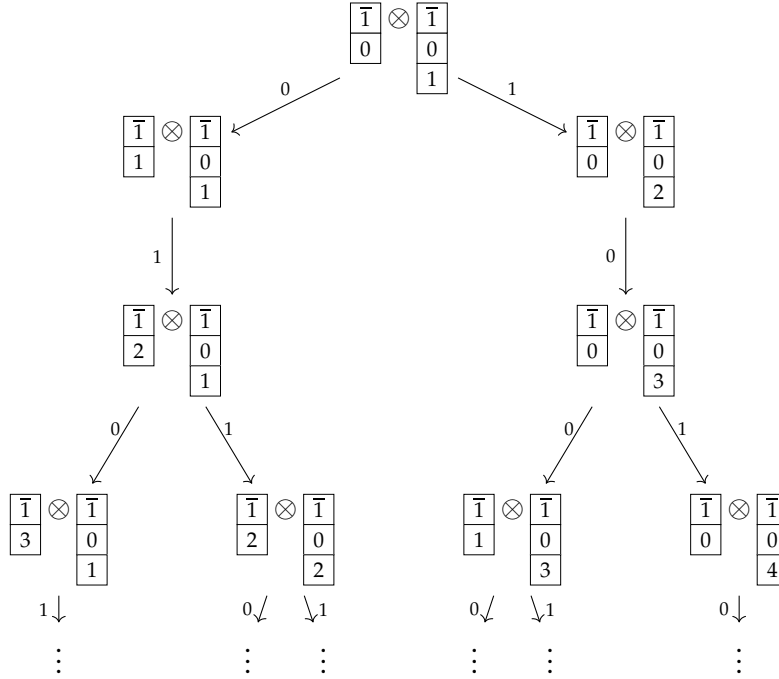 1̅ ⊗ 1̅
0 0
1
0 1
1̅ ⊗ 1̅ 1̅ ⊗ 1̅
1 0 0 0
1 2
1 0
1̅ ⊗ 1̅ 1̅ ⊗ 1̅
2 0 0 0
1 3
0 1 0 1
1̅ ⊗ 1̅ 1̅ ⊗ 1̅ 1̅ ⊗ 1̅ 1̅ ⊗ 1̅
3 0 2 0 1 0 0 0
1 2 3 4
1 0 1 0 1 0
⋮ ⋮ ⋮ ⋮ ⋮ ⋮